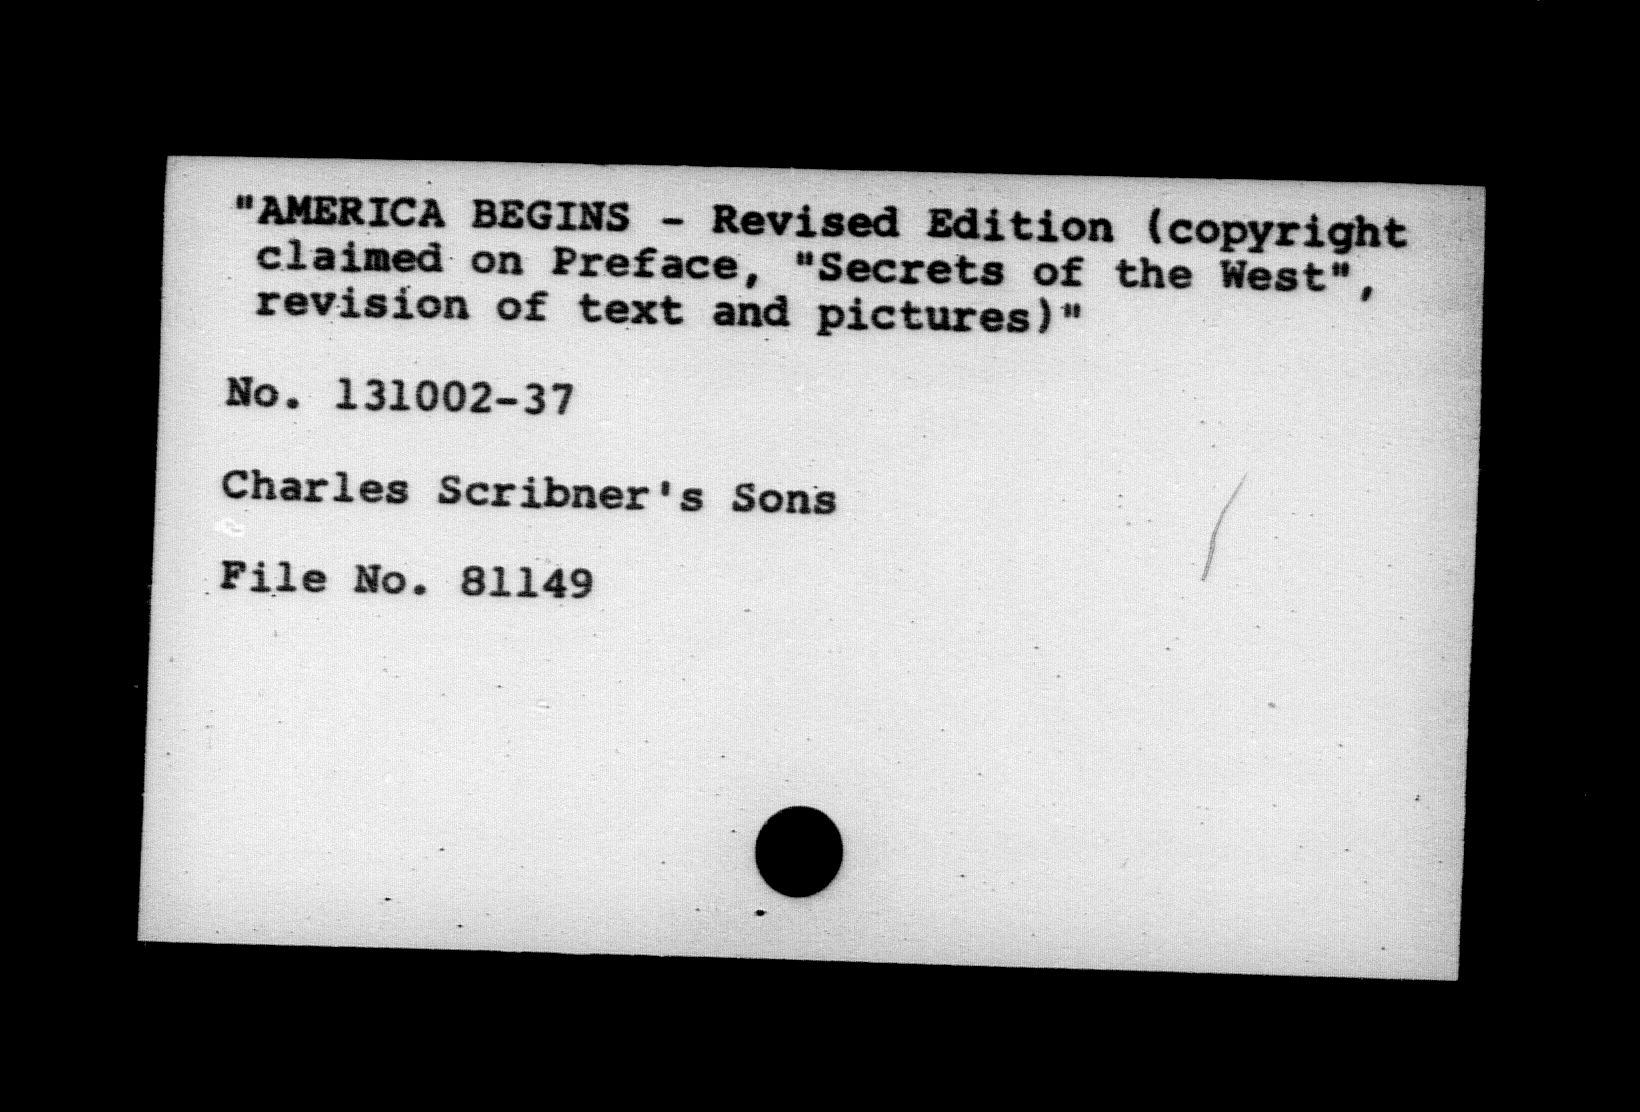 "AMERICA BEGINS - Revised Edition (copyright
claimed on Preface, "Secrets of the West",
revision of text and pictures)"
No. 131002-37
Charles Scribner's Sons
File No. 81149